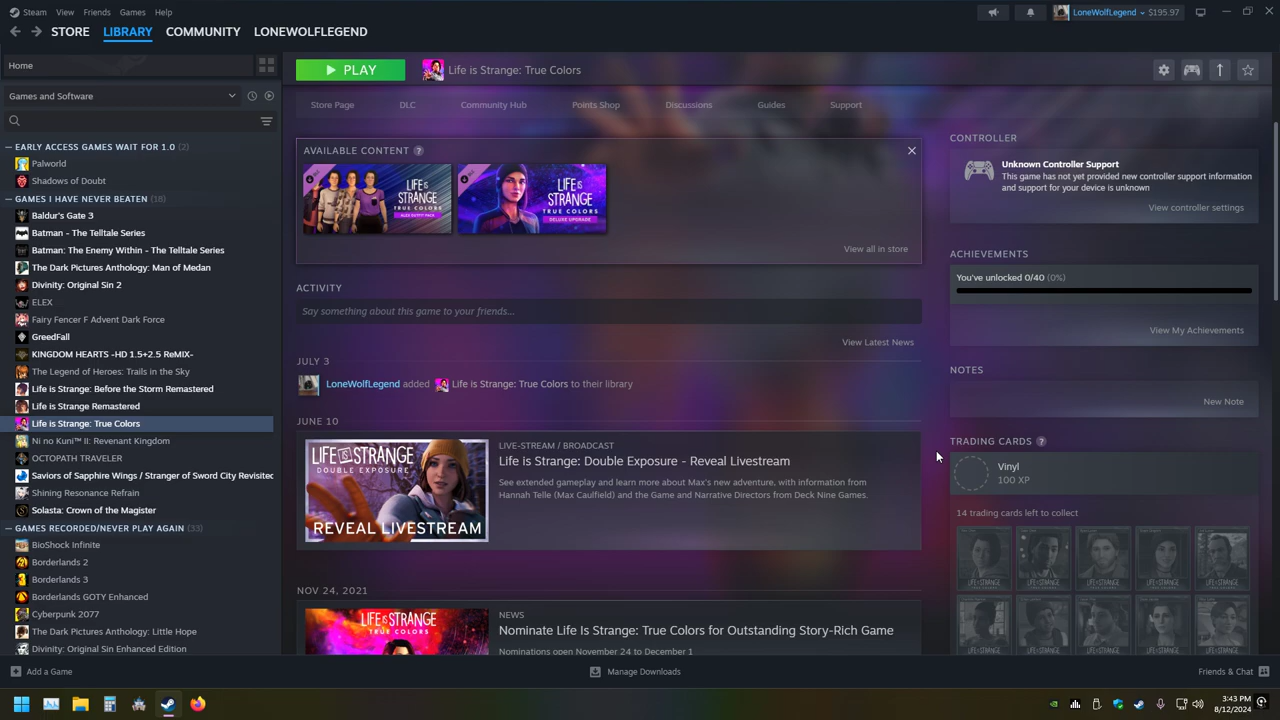 Steam View Friends Games Help
LoneWolfLegend $195.97
STORE LIBRARY COMMUNITY LONEWOLFLEGEND
Home
Games and Software
EARLY ACCESS GAMES WAIT FOR 1.0 (2)
Palworld
Shadows of Doubt
GAMES I HAVE NEVER BEATEN (18)
Baldur's Gate 3
Batman - The Telltale Series
Batman: The Enemy Within - The Telltale Series
The Dark Pictures Anthology: Man of Medan
Divinity: Original Sin 2
ELEX
Fairy Fencer F Advent Dark Force
GreedFall
KINGDOM HEARTS -HD 1.5+2.5 ReMIX-
The Legend of Heroes: Trails in the Sky
Life is Strange: Before the Storm Remastered
Life is Strange Remastered
Life is Strange: True Colors
Ni no Kuni™ II: Revenant Kingdom
OCTOPATH TRAVELER
Saviors of Sapphire Wings / Stranger of Sword City Revisited
Shining Resonance Refrain
Solasta: Crown of the Magister
GAMES RECORDED/NEVER PLAY AGAIN (33)
BioShock Infinite
Borderlands 2
Borderlands 3
Borderlands GOTY Enhanced
Cyberpunk 2077
The Dark Pictures Anthology: Little Hope
Divinity: Original Sin Enhanced Edition
PLAY
Life is Strange: True Colors
Store Page DLC Community Hub Points Shop Discussions Guides Support
AVAILABLE CONTENT ?
LIFE IS
STRANGE
TRUE COLORS
ALEX OUTFIT PACK
LIFE IS
STRANGE
TRUE COLORS
DELUXE UPGRADE
View all in store
ACTIVITY
Say something about this game to your friends...
View Latest News
JULY 3
LoneWolfLegend added Life is Strange: True Colors to their library
JUNE 10
LIFE IS STRANGE
DOUBLE EXPOSURE
REVEAL LIVESTREAM
LIVE-STREAM / BROADCAST
Life is Strange: Double Exposure - Reveal Livestream
See extended gameplay and learn more about Max's new adventure, with information from
Hannah Telle (Max Caulfield) and the Game and Narrative Directors from Deck Nine Games.
NOV 24, 2021
LIFE IS
STRANGE
TRUE COLORS
NEWS
Nominate Life Is Strange: True Colors for Outstanding Story-Rich Game
Nominations open November 24 to December 1
CONTROLLER
Unknown Controller Support
This game has not yet provided new controller support information
and support for your device is unknown
View controller settings
ACHIEVEMENTS
You've unlocked 0/40 (0%)
View My Achievements
NOTES
New Note
TRADING CARDS ?
Vinyl
100 XP
14 trading cards left to collect
Add a Game
Manage Downloads
Friends & Chat
3:43 PM
8/12/2024